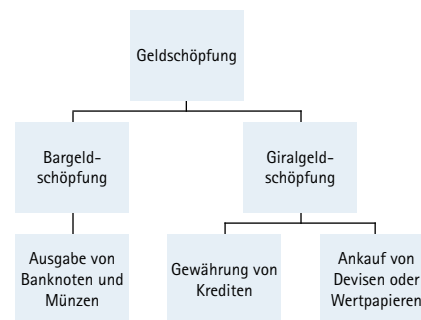 Geldschöpfung
Bargeld-
schöpfung
Giralgeld-
schöpfung
Ausgabe von
Banknoten und
Münzen
Gewährung von
Krediten
Ankauf von
Devisen oder
Wertpapieren